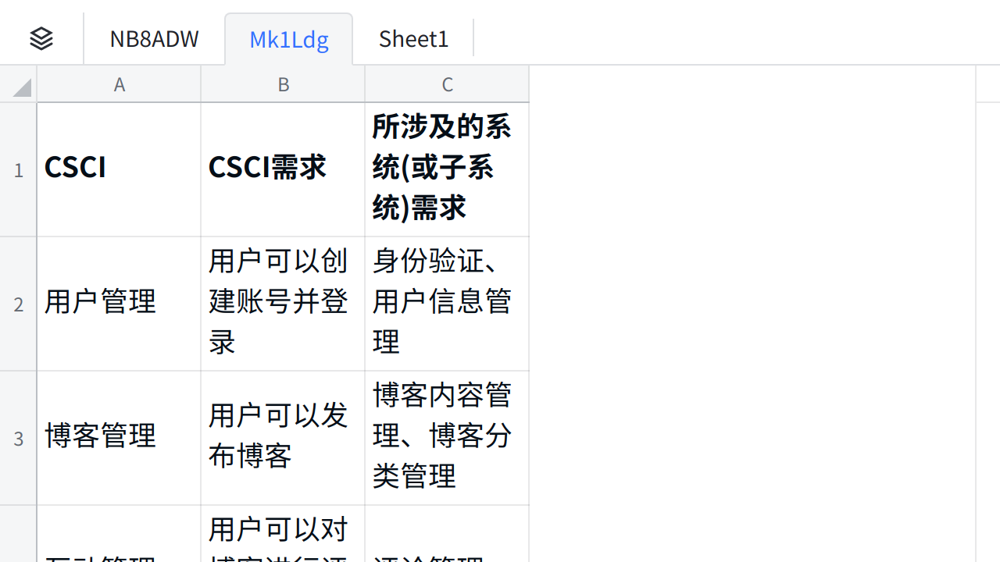 NB8ADW
Mk1Ldg
Sheet1
A
B
C
1
CSCI
CSCI需求
所涉及的系
统(或子系
统)需求
2
用户管理
用户可以创
建账号并登
录
身份验证、
用户信息管
理
3
博客管理
用户可以发
布博客
博客内容管
理、博客分
类管理
用户可以对